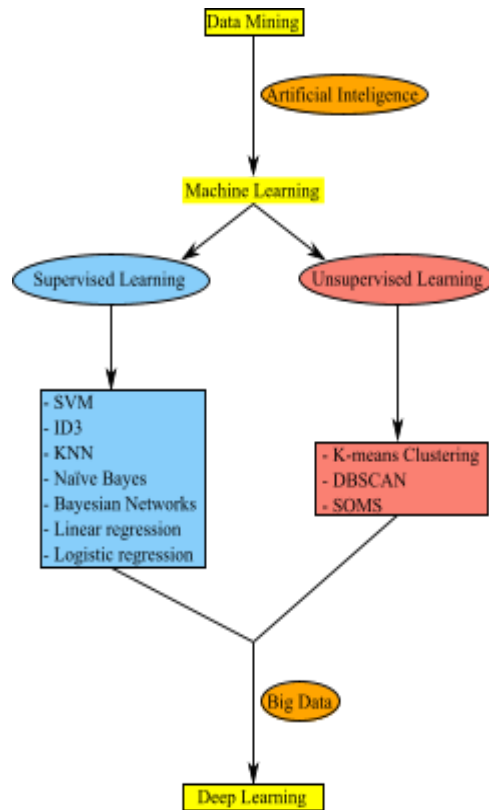 Data Mining
Artificial Inteligence
Machine Learning
Supervised Learning
Unsupervised Learning
- SVM
- ID3
- KNN
- Naïve Bayes
- Bayesian Networks
- Linear regression
- Logistic regression
- K-means Clustering
- DBSCAN
- SOMS
Big Data
Deep Learning